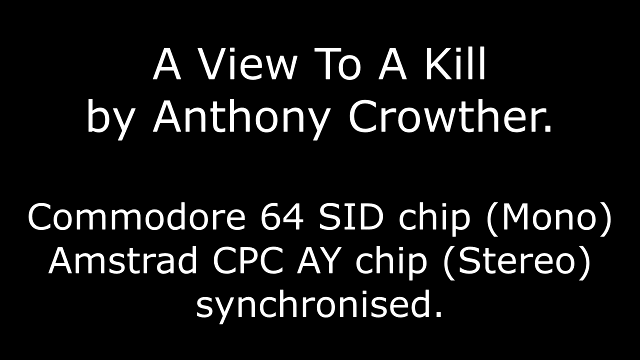 A View To A Kill
by Anthony Crowther.
Commodore 64 SID chip (Mono)
Amstrad CPC AY chip (Stereo)
synchronised.